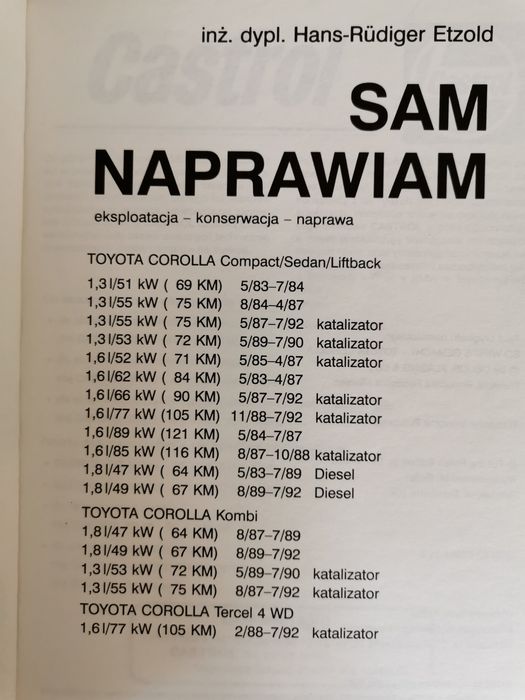 inż. dypl. Hans-Rüdiger Etzold
Castrol
SAM
NAPRAWIAM
eksploatacja – konserwacja – naprawa
TOYOTA COROLLA Compact/Sedan/Liftback
1,3 l/51 kW ( 69 KM) 5/83–7/84
1,3 l/55 kW ( 75 KM) 8/84–4/87
1,3 l/55 kW ( 75 KM) 5/87–7/92 katalizator
1,3 l/53 kW ( 72 KM) 5/89–7/90 katalizator
1,6 l/52 kW ( 71 KM) 5/85–4/87 katalizator
1,6 l/62 kW ( 84 KM) 5/83–4/87
1,6 l/66 kW ( 90 KM) 5/87–7/92 katalizator
1,6 l/77 kW (105 KM) 11/88–7/92 katalizator
1,6 l/89 kW (121 KM) 5/84–7/87
1,6 l/85 kW (116 KM) 8/87–10/88 katalizator
1,8 l/47 kW ( 64 KM) 5/83–7/89 Diesel
1,8 l/49 kW ( 67 KM) 8/89–7/92 Diesel
TOYOTA COROLLA Kombi
1,8 l/47 kW ( 64 KM) 8/87–7/89
1,8 l/49 kW ( 67 KM) 8/89–7/92
1,3 l/53 kW ( 72 KM) 5/89–7/90 katalizator
1,3 l/55 kW ( 75 KM) 8/87–7/92 katalizator
TOYOTA COROLLA Tercel 4 WD
1,6 l/77 kW (105 KM) 2/88–7/92 katalizator